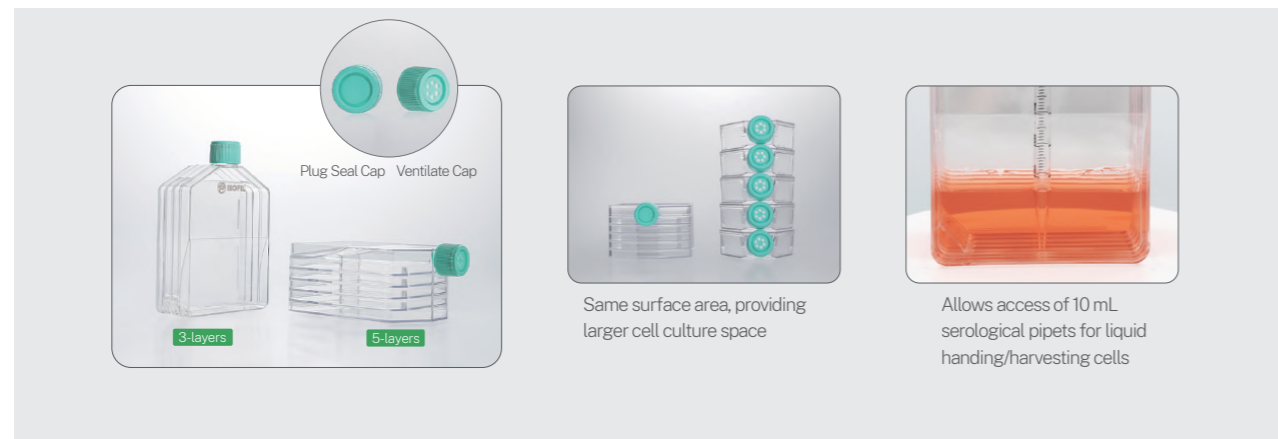 Plug Seal Cap Ventilate Cap
BIOFIL
3-layers
5-layers
Same surface area, providing
larger cell culture space
Allows access of 10 mL
serological pipets for liquid
handing/harvesting cells